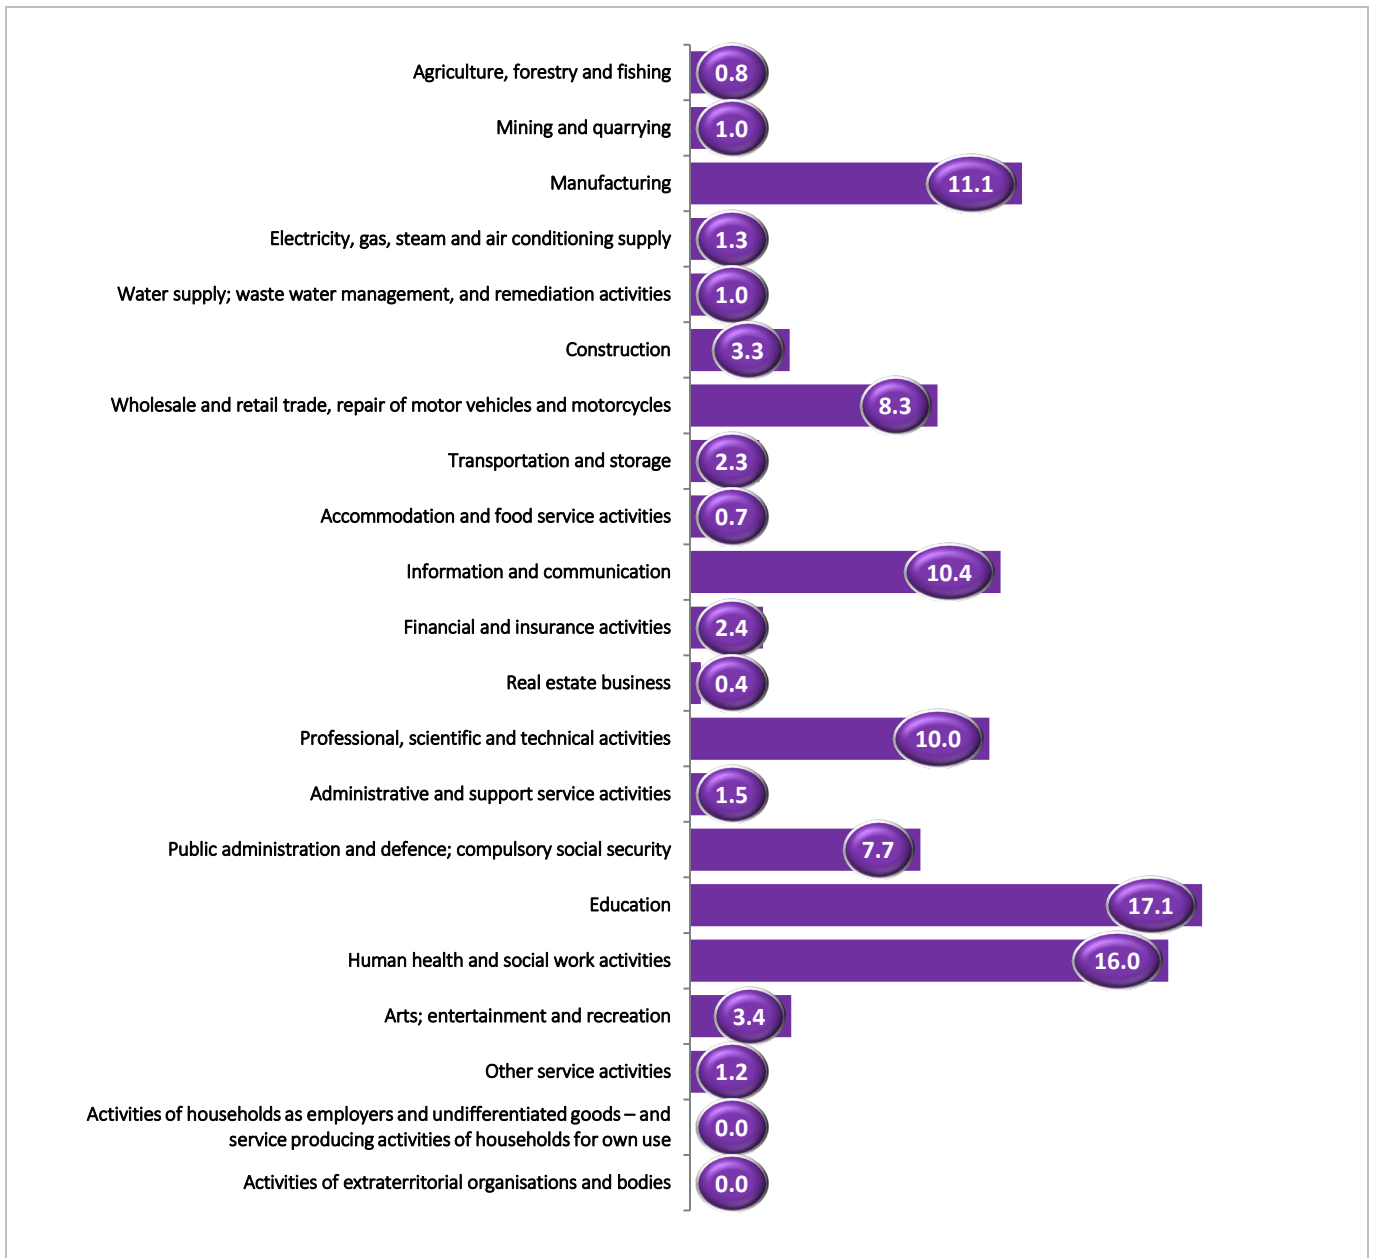 Agriculture, forestry and fishing 0.8
Mining and quarrying 1.0
Manufacturing 11.1
Electricity, gas, steam and air conditioning supply 1.3
Water supply; waste water management, and remediation activities 1.0
Construction 3.3
Wholesale and retail trade, repair of motor vehicles and motorcycles 8.3
Transportation and storage 2.3
Accommodation and food service activities 0.7
Information and communication 10.4
Financial and insurance activities 2.4
Real estate business 0.4
Professional, scientific and technical activities 10.0
Administrative and support service activities 1.5
Public administration and defence; compulsory social security 7.7
Education 17.1
Human health and social work activities 16.0
Arts; entertainment and recreation 3.4
Other service activities 1.2
Activities of households as employers and undifferentiated goods – and
service producing activities of households for own use 0.0
Activities of extraterritorial organisations and bodies 0.0